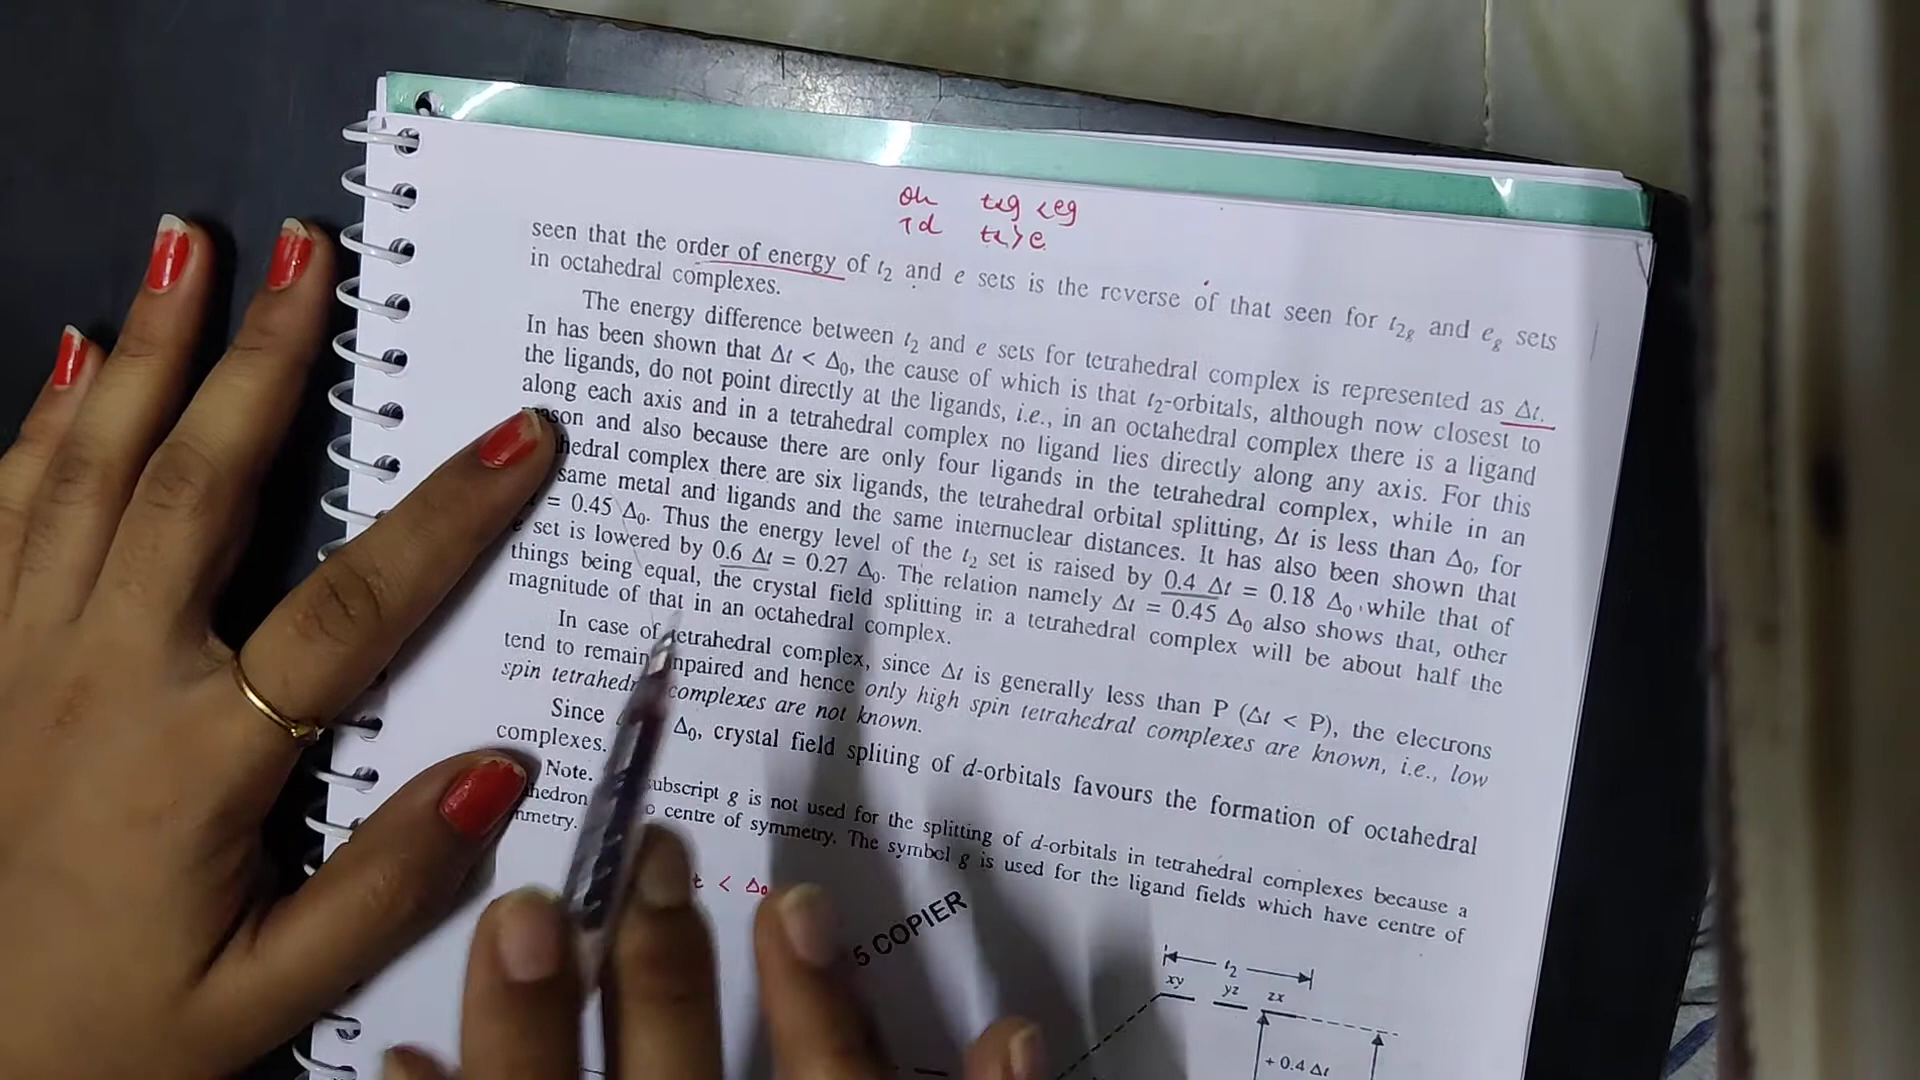 Oh t2g < eg
Td t2 > e
seen that the order of energy of t₂ and e sets is the reverse of that seen for t₂g and eg sets
in octahedral complexes.
The energy difference between t₂ and e sets for tetrahedral complex is represented as Δt.
In has been shown that Δt < Δ₀, the cause of which is that t₂-orbitals, although now closest to
the ligands, do not point directly at the ligands, i.e., in an octahedral complex there is a ligand
along each axis and in a tetrahedral complex no ligand lies directly along any axis. For this
and also because there are only four ligands in the tetrahedral complex, while in an
complex there are six ligands, the tetrahedral orbital splitting, Δt is less than Δ₀, for
same metal and ligands and the same internuclear distances. It has also been shown that
= 0.45 Δ₀. Thus the energy level of the t₂ set is raised by 0.4 Δt = 0.18 Δ₀ while that of
e set is lowered by 0.6 Δt = 0.27 Δ₀. The relation namely Δt = 0.45 Δ₀ also shows that, other
things being equal, the crystal field splitting in a tetrahedral complex will be about half the
magnitude of that in an octahedral complex.
In case of tetrahedral complex, since Δt is generally less than P (Δt < P), the electrons
tend to remain and hence only high spin tetrahedral complexes are known, i.e., low
spin complexes are not known.
Since Δ₀, crystal field spliting of d-orbitals favours the formation of octahedral
complexes.
Note. subscript g is not used for the splitting of d-orbitals in tetrahedral complexes because a
centre of symmetry. The symbol g is used for the ligand fields which have centre of
t < Δ₀
5 COPIER
t₂
xy yz zx
+ 0.4 Δt